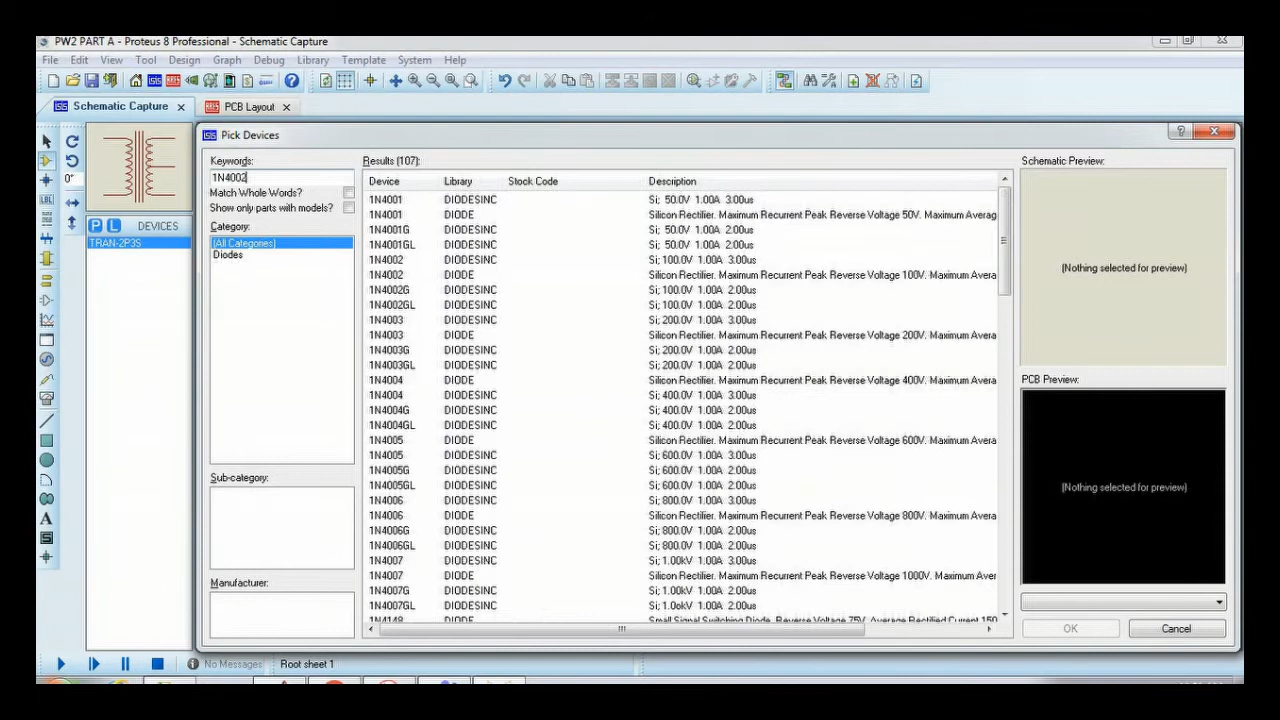 PW2 PART A - Proteus 8 Professional - Schematic Capture
File Edit View Tool Design Graph Debug Library Template System Help
Schematic Capture PCB Layout
Pick Devices
Keywords:
1N4002
Match Whole Words?
Show only parts with models?
Category:
(All Categories)
Diodes
Sub-category:
Manufacturer:
0°
P L DEVICES
TRAN-2P3S
Results (107):
Device Library Stock Code Description
1N4001 DIODESINC Si; 50.0V 1.00A 3.00us
1N4001 DIODE Silicon Rectifier. Maximum Recurrent Peak Reverse Voltage 50V. Maximum Averag
1N4001G DIODESINC Si; 50.0V 1.00A 2.00us
1N4001GL DIODESINC Si; 50.0V 1.00A 2.00us
1N4002 DIODESINC Si; 100.0V 1.00A 3.00us
1N4002 DIODE Silicon Rectifier. Maximum Recurrent Peak Reverse Voltage 100V. Maximum Avera
1N4002G DIODESINC Si; 100.0V 1.00A 2.00us
1N4002GL DIODESINC Si; 100.0V 1.00A 2.00us
1N4003 DIODESINC Si; 200.0V 1.00A 3.00us
1N4003 DIODE Silicon Rectifier. Maximum Recurrent Peak Reverse Voltage 200V. Maximum Avera
1N4003G DIODESINC Si; 200.0V 1.00A 2.00us
1N4003GL DIODESINC Si; 200.0V 1.00A 2.00us
1N4004 DIODE Silicon Rectifier. Maximum Recurrent Peak Reverse Voltage 400V. Maximum Avera
1N4004 DIODESINC Si; 400.0V 1.00A 3.00us
1N4004G DIODESINC Si; 400.0V 1.00A 2.00us
1N4004GL DIODESINC Si; 400.0V 1.00A 2.00us
1N4005 DIODE Silicon Rectifier. Maximum Recurrent Peak Reverse Voltage 600V. Maximum Avera
1N4005 DIODESINC Si; 600.0V 1.00A 3.00us
1N4005G DIODESINC Si; 600.0V 1.00A 2.00us
1N4005GL DIODESINC Si; 600.0V 1.00A 2.00us
1N4006 DIODESINC Si; 800.0V 1.00A 3.00us
1N4006 DIODE Silicon Rectifier. Maximum Recurrent Peak Reverse Voltage 800V. Maximum Avera
1N4006G DIODESINC Si; 800.0V 1.00A 2.00us
1N4006GL DIODESINC Si; 800.0V 1.00A 2.00us
1N4007 DIODESINC Si; 1.00kV 1.00A 3.00us
1N4007 DIODE Silicon Rectifier. Maximum Recurrent Peak Reverse Voltage 1000V. Maximum Aver
1N4007G DIODESINC Si; 1.00kV 1.00A 2.00us
1N4007GL DIODESINC Si; 1.0okV 1.00A 2.00us
1N4148 DIODE Small Signal Switching Diode. Reverse Voltage 75V. Average Rectified Current 150
Schematic Preview:
(Nothing selected for preview)
PCB Preview:
(Nothing selected for preview)
OK Cancel
No Messages Root sheet 1